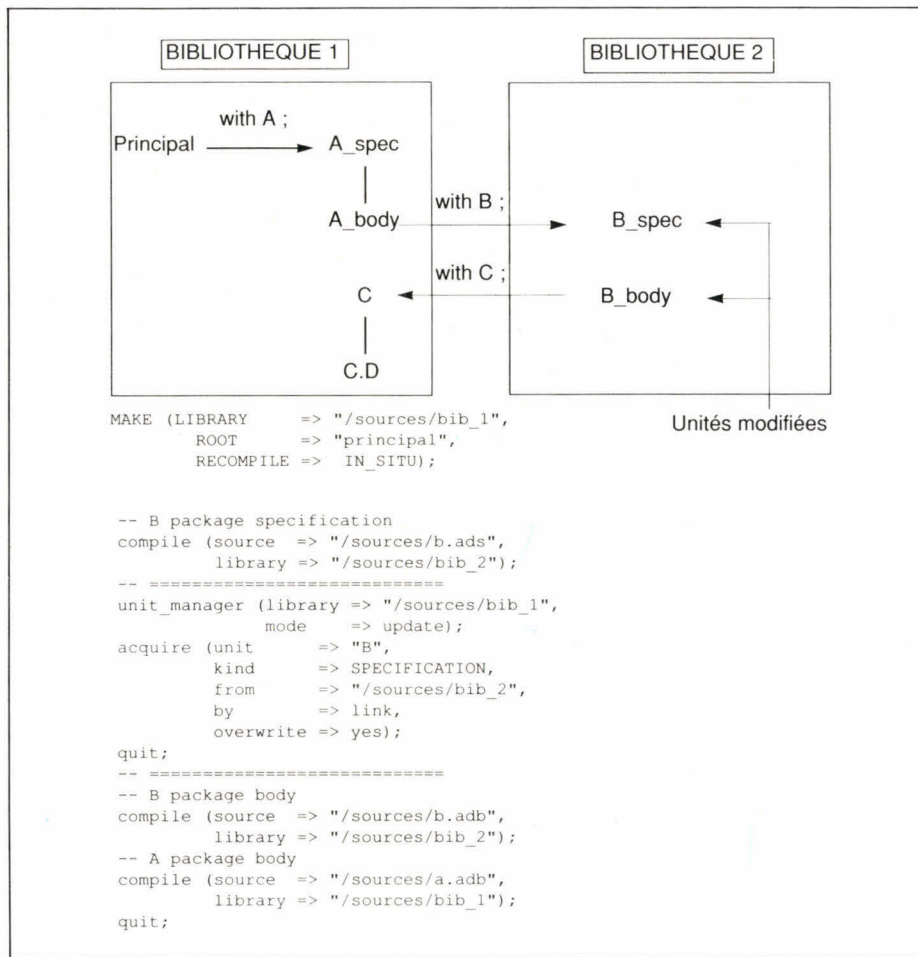 BIBLIOTHEQUE 1
BIBLIOTHEQUE 2
with A ;
Principal
A_spec
A_body
with B ;
B_spec
with C ;
C
B_body
C.D
Unités modifiées
MAKE (LIBRARY => "/sources/bib_1",
ROOT => "principal",
RECOMPILE => IN_SITU);
-- B package specification
compile (source => "/sources/b.ads",
library => "/sources/bib_2");
-- =============================
unit_manager (library => "/sources/bib_1",
mode => update);
acquire (unit => "B",
kind => SPECIFICATION,
from => "/sources/bib_2",
by => link,
overwrite => yes);
quit;
-- =============================
-- B package body
compile (source => "/sources/b.adb",
library => "/sources/bib_2");
-- A package body
compile (source => "/sources/a.adb",
library => "/sources/bib_1");
quit;